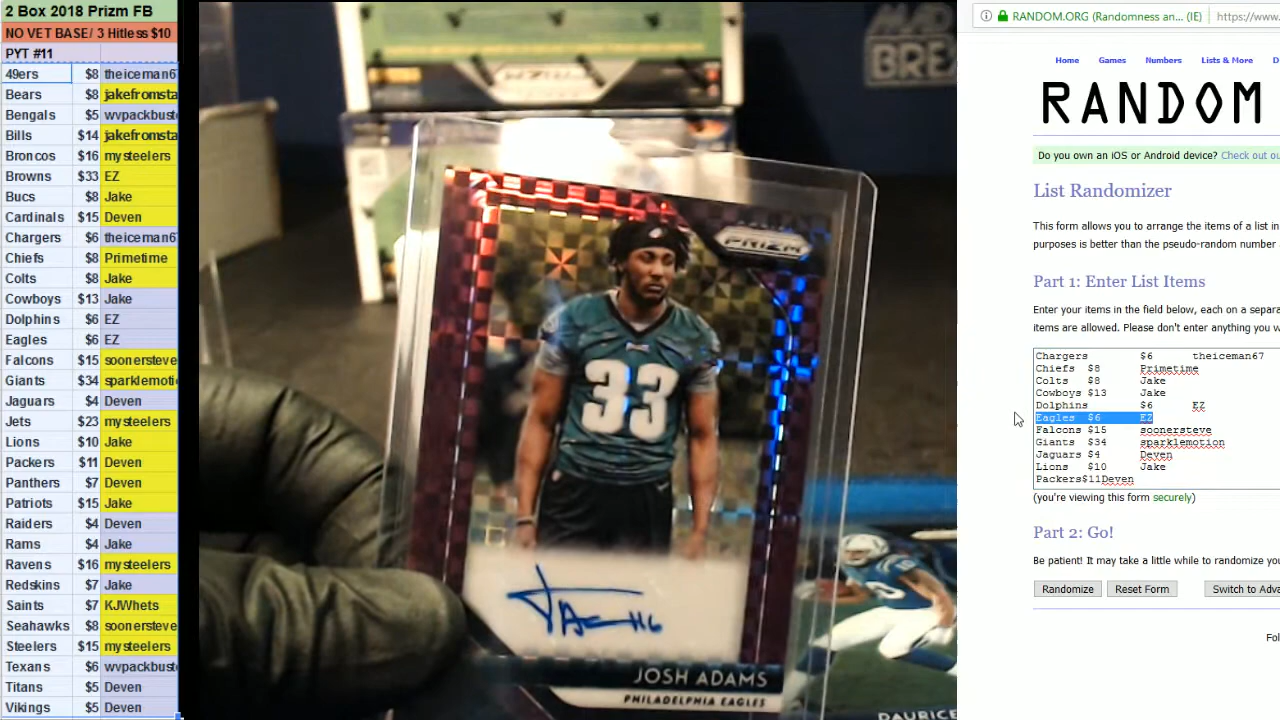 2 Box 2018 Prizm FB
NO VET BASE/ 3 Hitless $10
PYT #11
49ers $8 theiceman67
Bears $8 jakefromsta
Bengals $5 wvpackbust
Bills $14 jakefromsta
Broncos $16 mysteelers
Browns $33 EZ
Bucs $8 Jake
Cardinals $15 Deven
Chargers $6 theiceman67
Chiefs $8 Primetime
Colts $8 Jake
Cowboys $13 Jake
Dolphins $6 EZ
Eagles $6 EZ
Falcons $15 soonersteve
Giants $34 sparklemoti
Jaguars $4 Deven
Jets $23 mysteelers
Lions $10 Jake
Packers $11 Deven
Panthers $7 Deven
Patriots $15 Jake
Raiders $4 Deven
Rams $4 Jake
Ravens $16 mysteelers
Redskins $7 Jake
Saints $7 KJWhets
Seahawks $8 soonersteve
Steelers $15 mysteelers
Texans $6 wvpackbust
Titans $5 Deven
Vikings $5 Deven
MAD
BREA
PRIZM
PRIZM
33
JOSH ADAMS
PHILADELPHIA EAGLES
RANDOM.ORG (Randomness an... (IE) https://www.
Home Games Numbers Lists & More D
RANDOM
Do you own an iOS or Android device? Check out ou
List Randomizer
This form allows you to arrange the items of a list in
purposes is better than the pseudo-random number
Part 1: Enter List Items
Enter your items in the field below, each on a separa
items are allowed. Please don't enter anything you w
Chargers $6 theiceman67
Chiefs $8 Primetime
Colts $8 Jake
Cowboys $13 Jake
Dolphins $6 EZ
Eagles $6 EZ
Falcons $15 soonersteve
Giants $34 sparklemotion
Jaguars $4 Deven
Lions $10 Jake
Packers$11Deven
(you're viewing this form securely)
Part 2: Go!
Be patient! It may take a little while to randomize you
Randomize Reset Form Switch to Adva
Fol